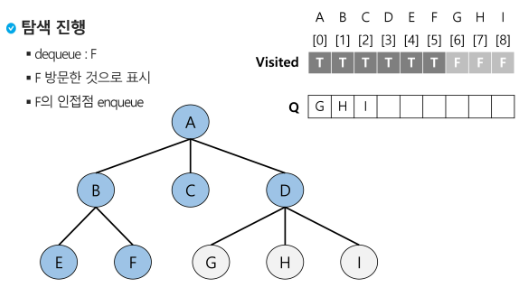 탐색 진행
▪ dequeue : F
▪ F 방문한 것으로 표시
▪ F의 인접점 enqueue
A B C D E F G H I
[0] [1] [2] [3] [4] [5] [6] [7] [8]
Visited T T T T T T F F F
Q G H I
A
B C D
E F G H I